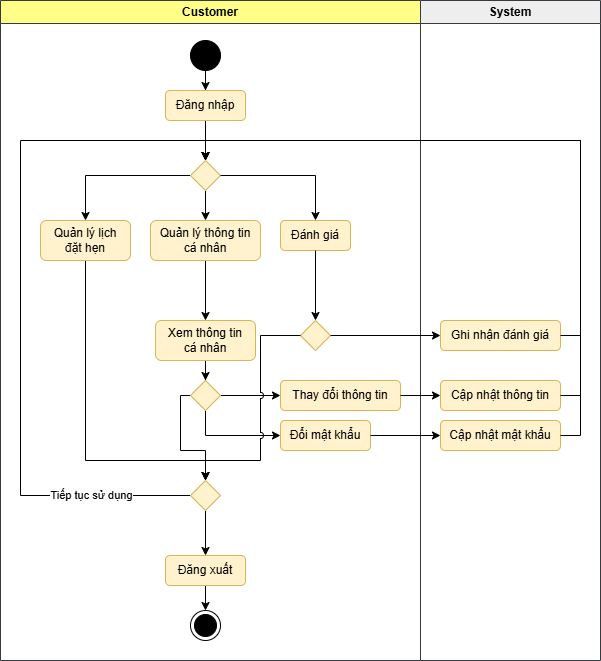 Customer
System
Đăng nhập
Quản lý lịch
đặt hẹn
Quản lý thông tin
cá nhân
Đánh giá
Xem thông tin
cá nhân
Ghi nhận đánh giá
Thay đổi thông tin
Cập nhật thông tin
Đổi mật khẩu
Cập nhật mật khẩu
Tiếp tục sử dụng
Đăng xuất